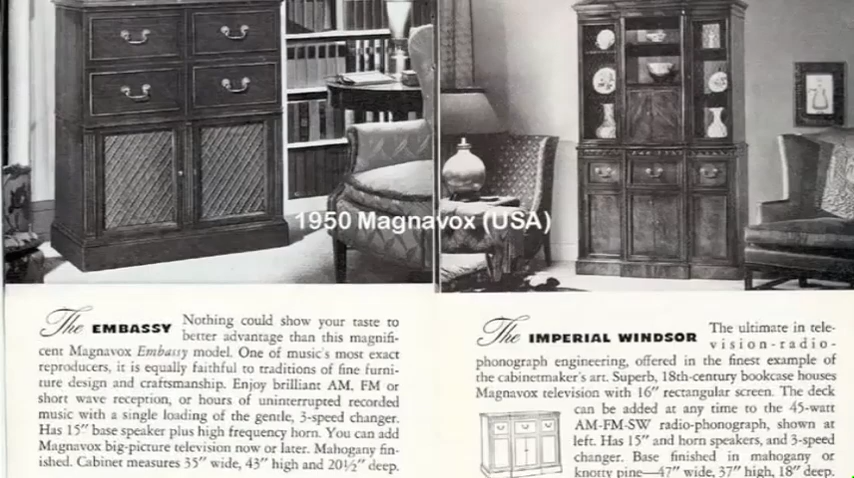 1950 Magnavox (USA)
The EMBASSY Nothing could show your taste to
better advantage than this magnifi-
cent Magnavox Embassy model. One of music's most exact
reproducers, it is equally faithful to traditions of fine furni-
ture design and craftsmanship. Enjoy brilliant AM, FM or
short wave reception, or hours of uninterrupted recorded
music with a single loading of the gentle, 3-speed changer.
Has 15" base speaker plus high frequency horn. You can add
Magnavox big-picture television now or later. Mahogany fin-
ished. Cabinet measures 35" wide, 43" high and 20½" deep.
The IMPERIAL WINDSOR The ultimate in tele-
vision-radio-
phonograph engineering, offered in the finest example of
the cabinetmaker's art. Superb, 18th-century bookcase houses
Magnavox television with 16" rectangular screen. The deck
can be added at any time to the 45-watt
AM-FM-SW radio-phonograph, shown at
left. Has 15" and horn speakers, and 3-speed
changer. Base finished in mahogany or
knotty pine—47" wide, 37" high, 18" deep.